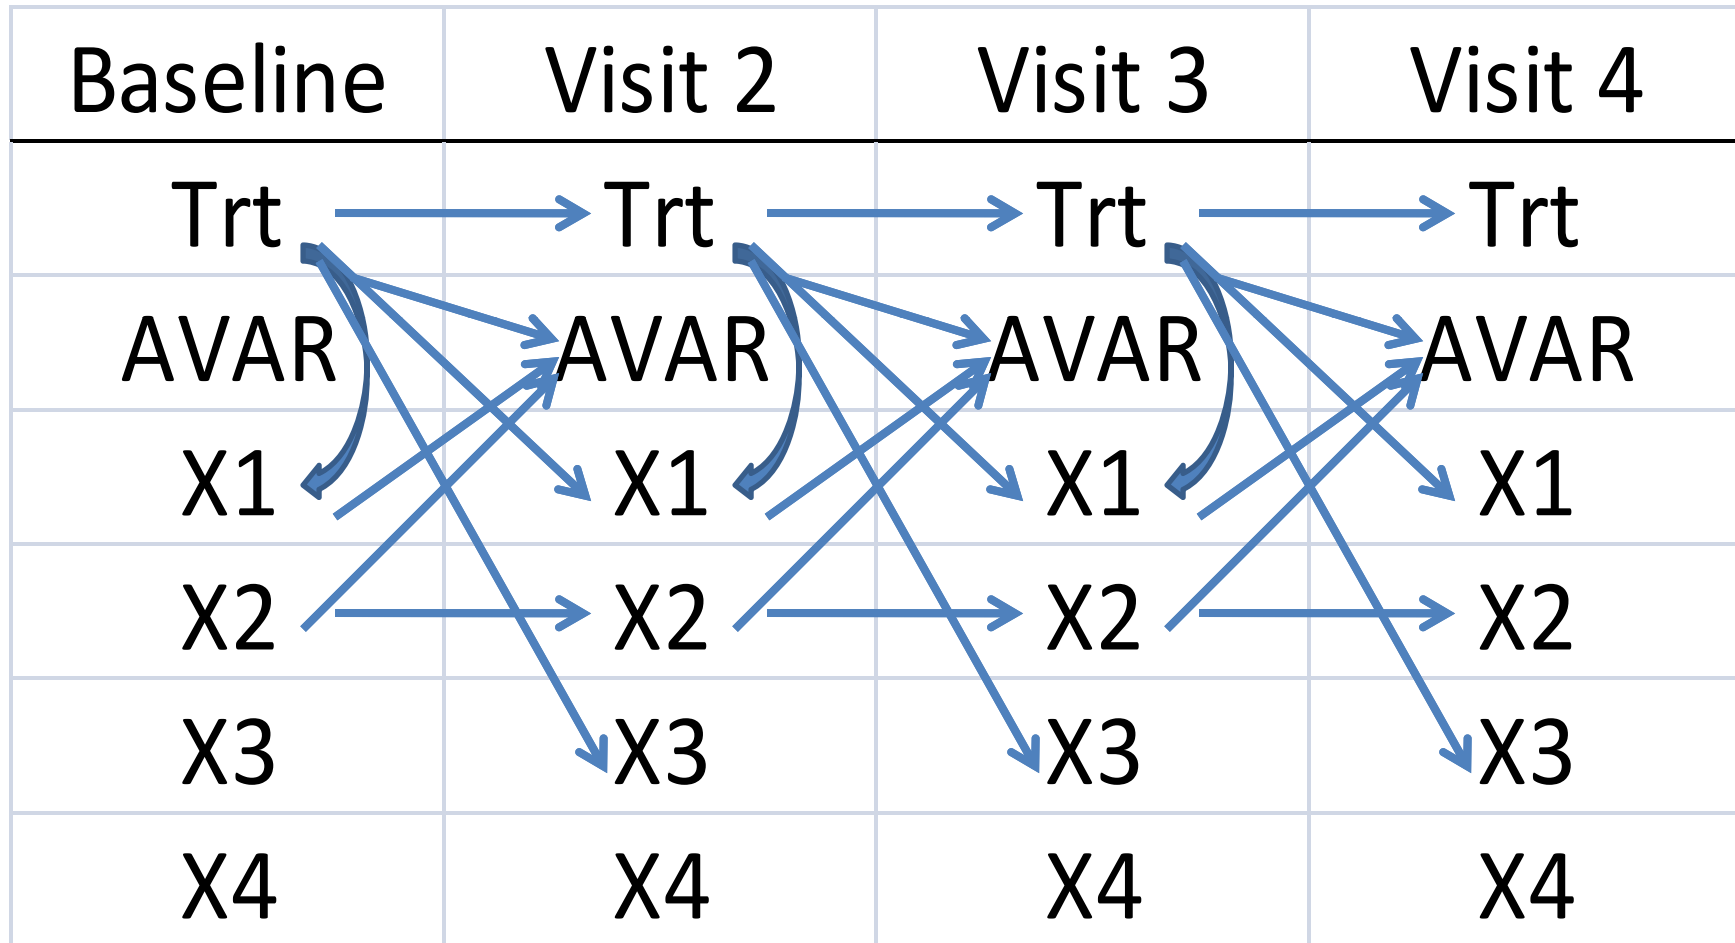 Baseline Visit 2 Visit 3 Visit 4
Trt Trt Trt Trt
AVAR AVAR AVAR AVAR
X1 X1 X1 X1
X2 X2 X2 X2
X3 X3 X3 X3
X4 X4 X4 X4